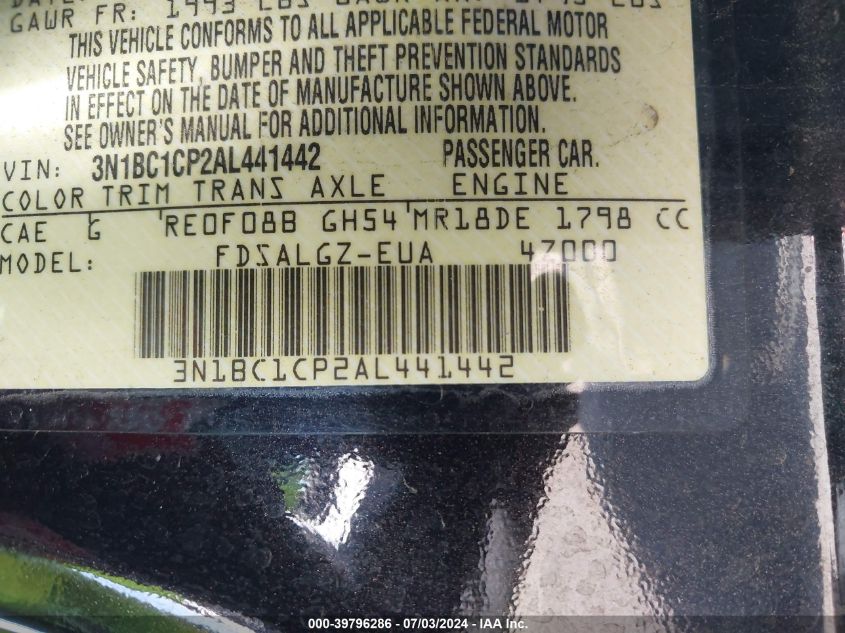 GAWR FR: 1993 LBS GAWR
THIS VEHICLE CONFORMS TO ALL APPLICABLE FEDERAL MOTOR
VEHICLE SAFETY, BUMPER AND THEFT PREVENTION STANDARDS
IN EFFECT ON THE DATE OF MANUFACTURE SHOWN ABOVE.
SEE OWNER'S MANUAL FOR ADDITIONAL INFORMATION.
VIN: 3N1BC1CP2AL441442 PASSENGER CAR.
COLOR TRIM TRANS AXLE ENGINE
CAE G RE0F08B GH54 MR18DE 1798 CC
MODEL: FDSALGZ-EUA 47000
3N1BC1CP2AL441442
000-39796286 - 07/03/2024 - IAA Inc.